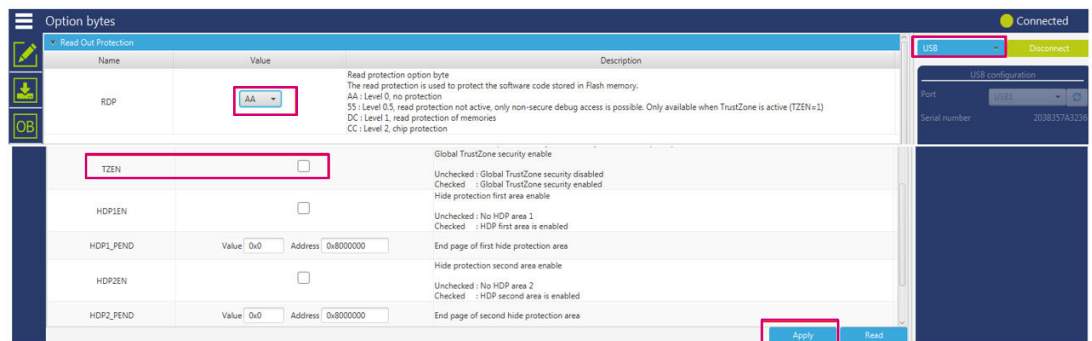 Option bytes
Connected
Read Out Protection
Name Value Description
RDP
AA
Read protection option byte
The read protection is used to protect the software code stored in Flash memory.
AA : Level 0, no protection
55 : Level 0.5, read protection not active, only non-secure debug access is possible. Only available when TrustZone is active (TZEN=1)
DC : Level 1, read protection of memories
CC : Level 2, chip protection
USB
Disconnect
USB configuration
Port USB1
Serial number 203B357A3236
OB
TZEN
Global TrustZone security enable
Unchecked : Global TrustZone security disabled
Checked : Global TrustZone security enabled
HDP1EN
Hide protection first area enable
Unchecked : No HDP area 1
Checked : HDP first area is enabled
HDP1_PEND Value 0x0 Address 0x8000000 End page of first hide protection area
HDP2EN
Hide protection second area enable
Unchecked : No HDP area 2
Checked : HDP second area is enabled
HDP2_PEND Value 0x0 Address 0x8000000 End page of second hide protection area
Apply Read